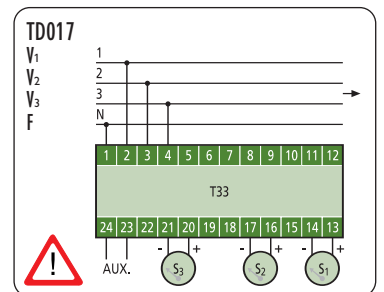 TD017
V1
V2
V3
F
1
2
3
N
1 2 3 4 5 6 7 8 9 10 11 12
T33
24 23 22 21 20 19 18 17 16 15 14 13
! AUX. - S3 + - S2 + - S1 +